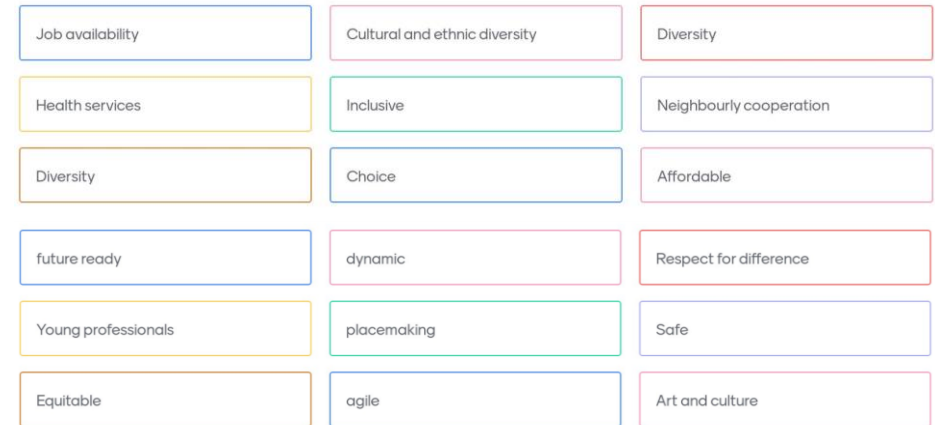 Job availability
Cultural and ethnic diversity
Diversity
Health services
Inclusive
Neighbourly cooperation
Diversity
Choice
Affordable
future ready
dynamic
Respect for difference
Young professionals
placemaking
Safe
Equitable
agile
Art and culture